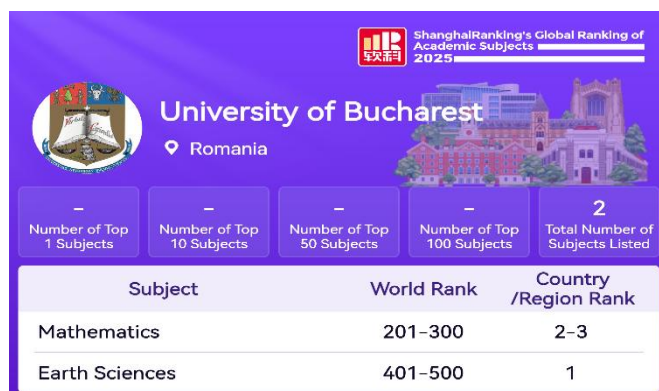 软科
ShanghaiRanking's Global Ranking of
Academic Subjects
2025
University of Bucharest
Romania
– – – – 2
Number of Top Number of Top Number of Top Number of Top Total Number of
1 Subjects 10 Subjects 50 Subjects 100 Subjects Subjects Listed
Subject World Rank Country
/Region Rank
Mathematics 201–300 2–3
Earth Sciences 401–500 1